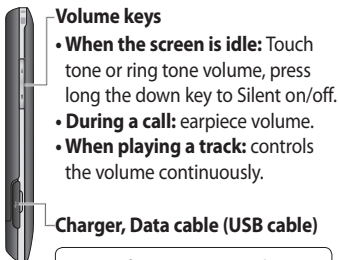 Volume keys
• When the screen is idle: Touch
tone or ring tone volume, press
long the down key to Silent on/off.
• During a call: earpiece volume.
• When playing a track: controls
the volume continuously.
Charger, Data cable (USB cable)